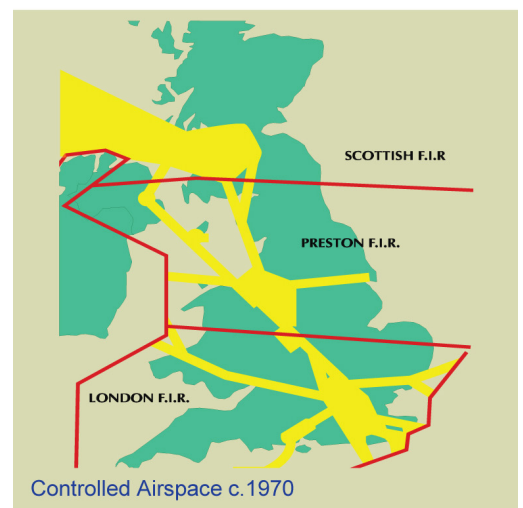 SCOTTISH F.I.R
PRESTON F.I.R.
LONDON F.I.R.
Controlled Airspace c.1970